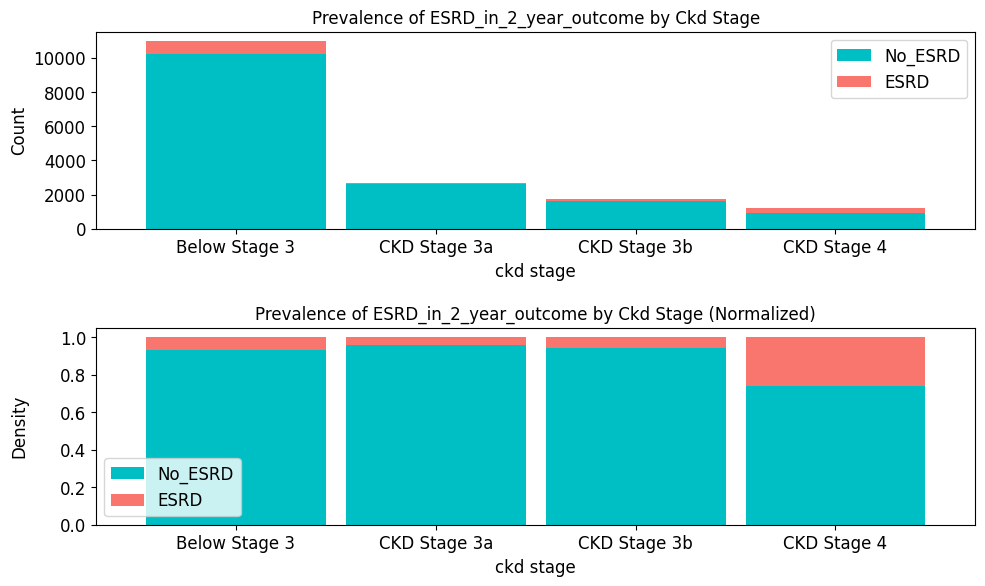 Prevalence of ESRD_in_2_year_outcome by Ckd Stage
No_ESRD
ESRD
Count
10000
8000
6000
4000
2000
0
Below Stage 3
CKD Stage 3a
CKD Stage 3b
CKD Stage 4
ckd stage
Prevalence of ESRD_in_2_year_outcome by Ckd Stage (Normalized)
Density
1.0
0.8
0.6
0.4
0.2
0.0
No_ESRD
ESRD
Below Stage 3
CKD Stage 3a
CKD Stage 3b
CKD Stage 4
ckd stage